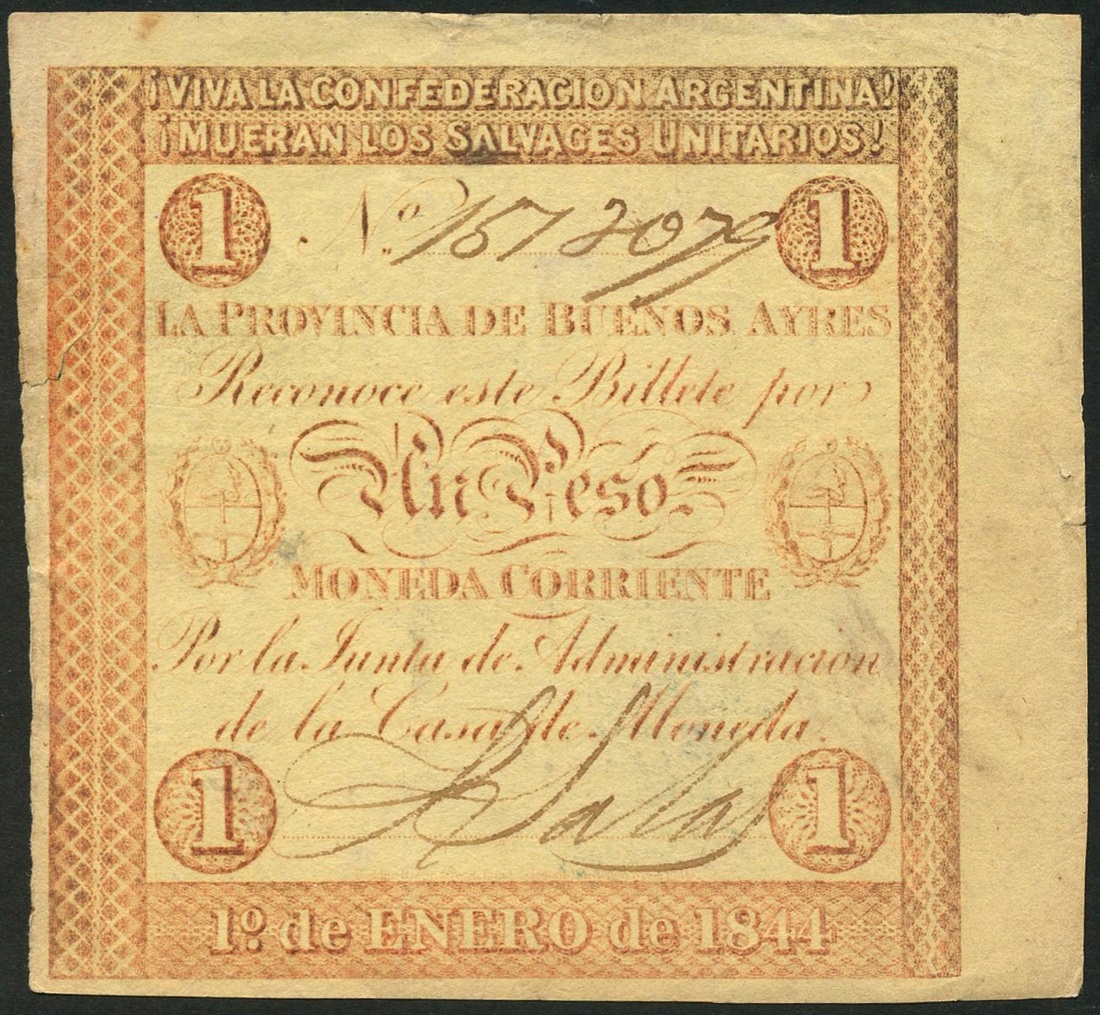 ¡VIVA LA CONFEDERACION ARGENTINA!
¡MUERAN LOS SALVAGES UNITARIOS!
1 No. 1512079 1
LA PROVINCIA DE BUENOS AYRES
Reconoce este Billete por
Un Peso
MONEDA CORRIENTE
Por la Junta de Administracion
de la Casa de Moneda.
1 Salas 1
1º. de ENERO de 1844